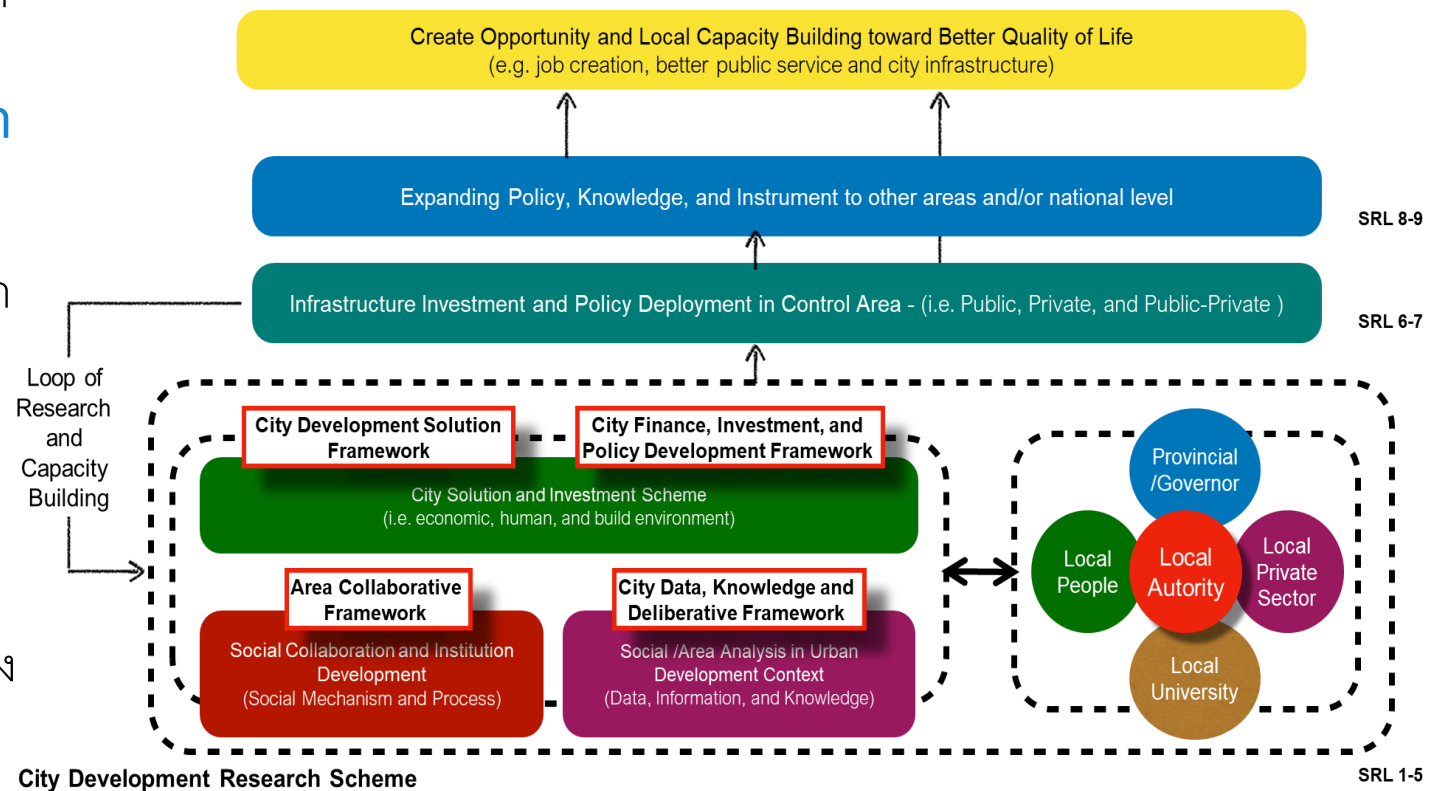 Create Opportunity and Local Capacity Building toward Better Quality of Life
(e.g. job creation, better public service and city infrastructure)
Expanding Policy, Knowledge, and Instrument to other areas and/or national level
SRL 8-9
Infrastructure Investment and Policy Deployment in Control Area - (i.e. Public, Private, and Public-Private )
SRL 6-7
Loop of
Research
and
Capacity
Building
City Development Solution
Framework
City Finance, Investment, and
Policy Development Framework
City Solution and Investment Scheme
(i.e. economic, human, and build environment)
Area Collaborative
Framework
City Data, Knowledge and
Deliberative Framework
Social Collaboration and Institution
Development
(Social Mechanism and Process)
Social /Area Analysis in Urban
Development Context
(Data, Information, and Knowledge)
Provincial
/Governor
Local
People
Local
Autority
Local
Private
Sector
Local
University
City Development Research Scheme
SRL 1-5